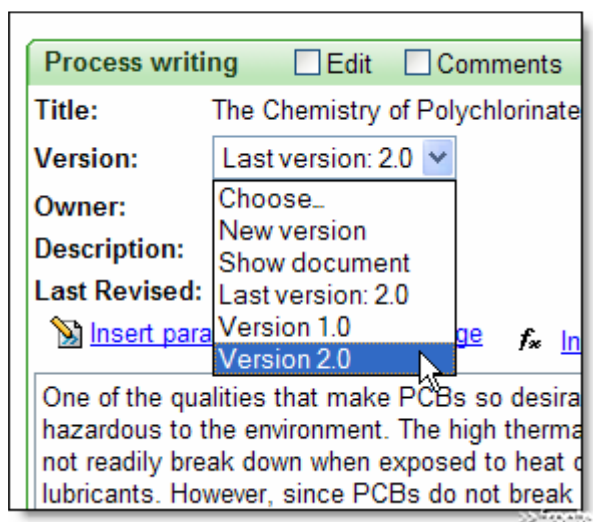 Process writing Edit Comments
Title: The Chemistry of Polychlorinate
Version: Last version: 2.0
Owner: Choose...
New version
Description: Show document
Last Revised: Last version: 2.0
Insert para Version 1.0 ge fx In
Version 2.0
One of the qualities that make PCBs so desira
hazardous to the environment. The high therma
not readily break down when exposed to heat o
lubricants. However, since PCBs do not break